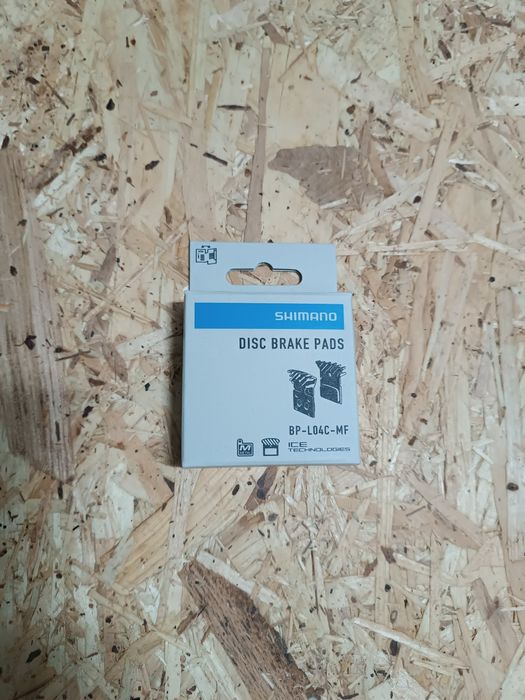 SHIMANO
DISC BRAKE PADS
BP-L04C-MF
M
ICE
TECHNOLOGIES